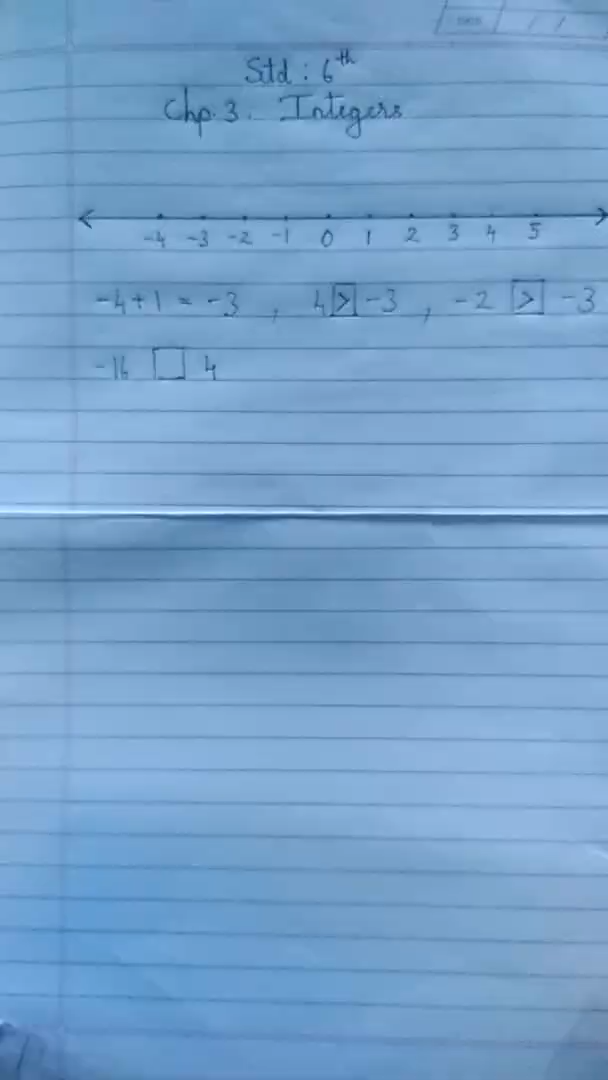 Std : 6th
Chp. 3. Integers
-4 -3 -2 -1 0 1 2 3 4 5
-4+1 = -3 , 4 > -3 , -2 > -3
-16 □ 4